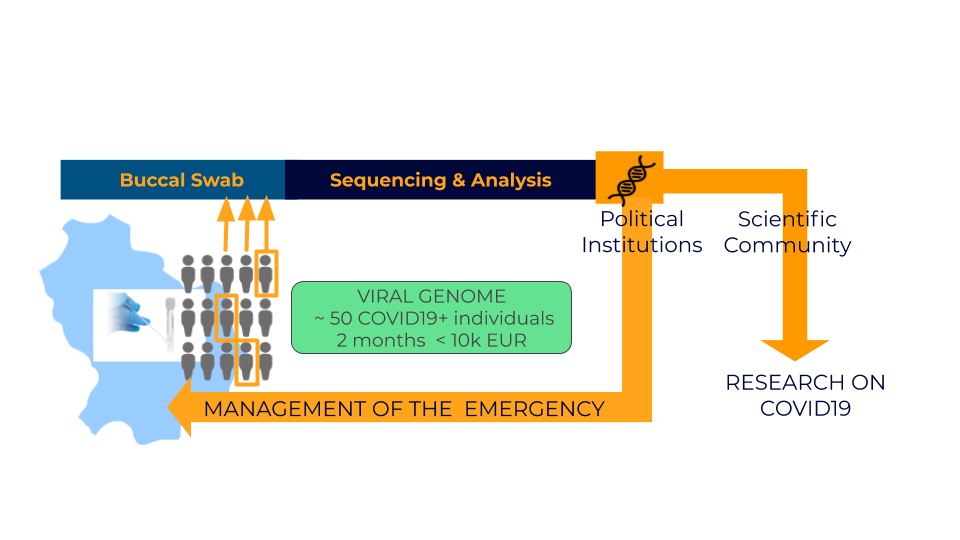 Buccal Swab
Sequencing & Analysis
Political
Institutions
Scientific
Community
VIRAL GENOME
~ 50 COVID19+ individuals
2 months < 10k EUR
RESEARCH ON
COVID19
MANAGEMENT OF THE EMERGENCY